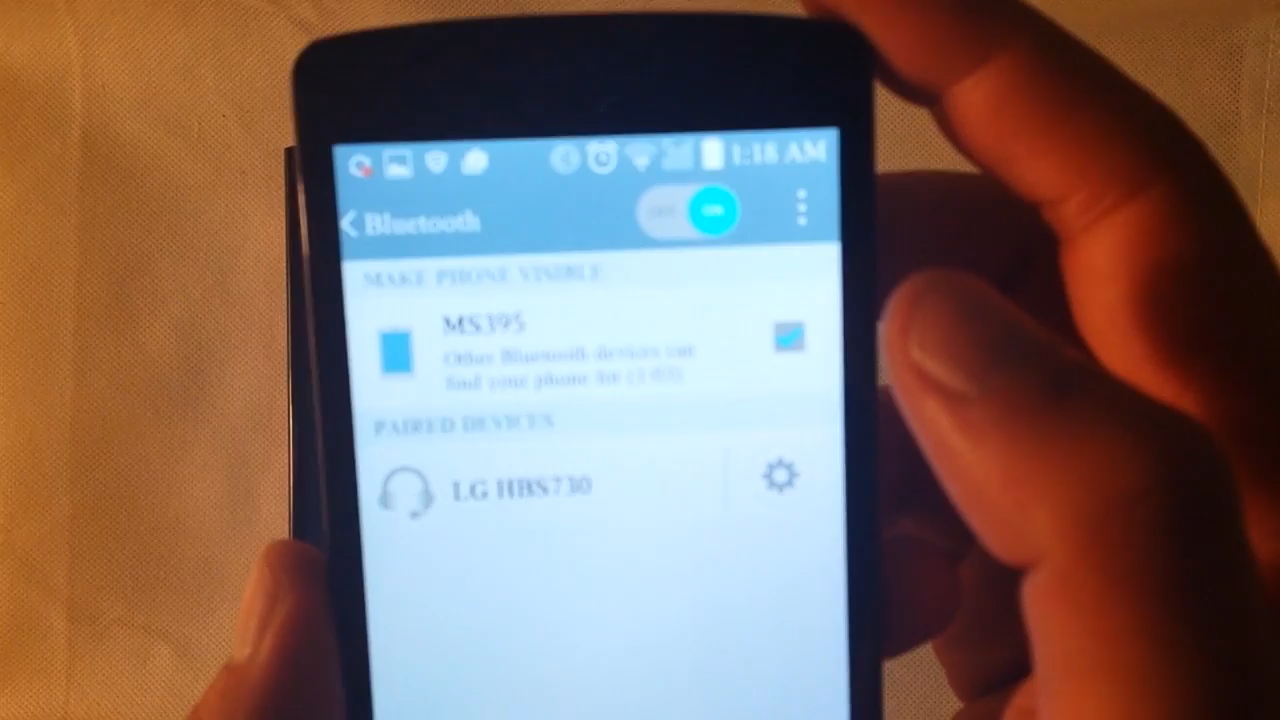 1:18 AM
Bluetooth
OFF ON
MAKE PHONE VISIBLE
MS395
Other Bluetooth devices can
find your phone for
PAIRED DEVICES
LG HBS730